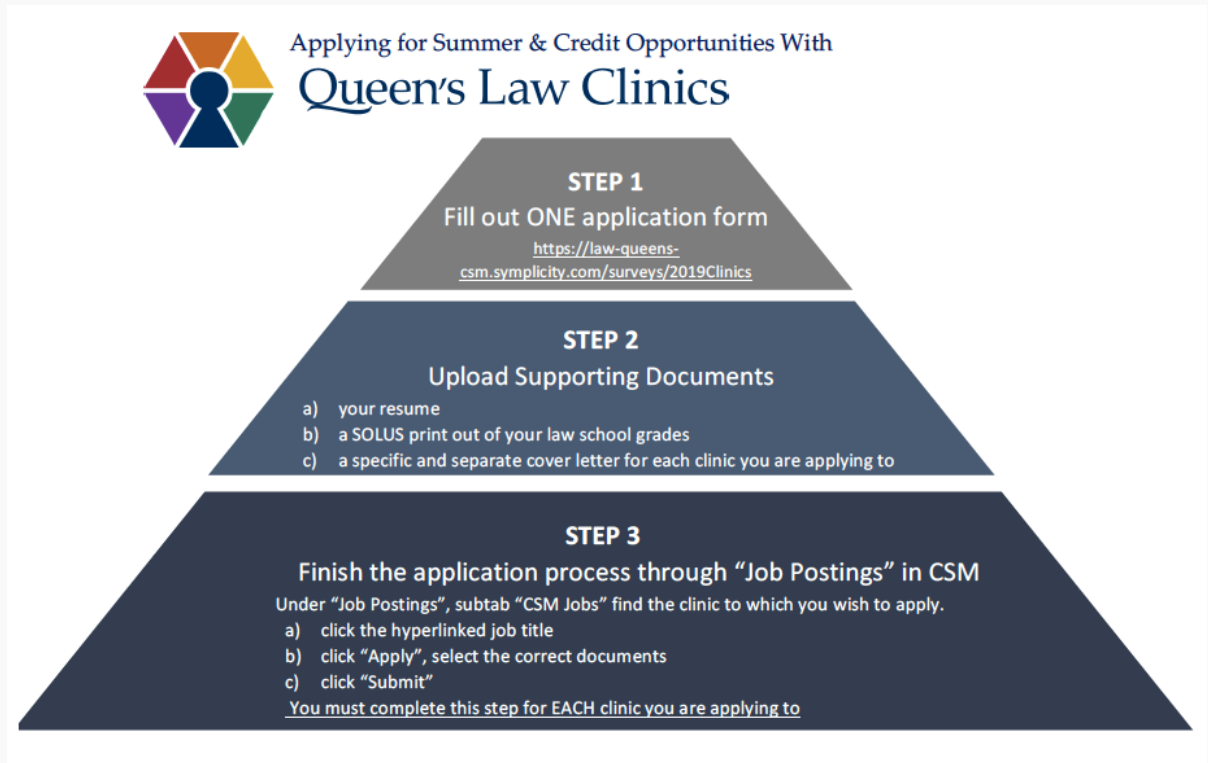 Applying for Summer & Credit Opportunities With
Queen's Law Clinics
STEP 1
Fill out ONE application form
https://law-queens-
csm.symplicity.com/surveys/2019Clinics
STEP 2
Upload Supporting Documents
a) your resume
b) a SOLUS print out of your law school grades
c) a specific and separate cover letter for each clinic you are applying to
STEP 3
Finish the application process through “Job Postings” in CSM
Under “Job Postings”, subtab “CSM Jobs” find the clinic to which you wish to apply.
a) click the hyperlinked job title
b) click “Apply”, select the correct documents
c) click “Submit”
You must complete this step for EACH clinic you are applying to